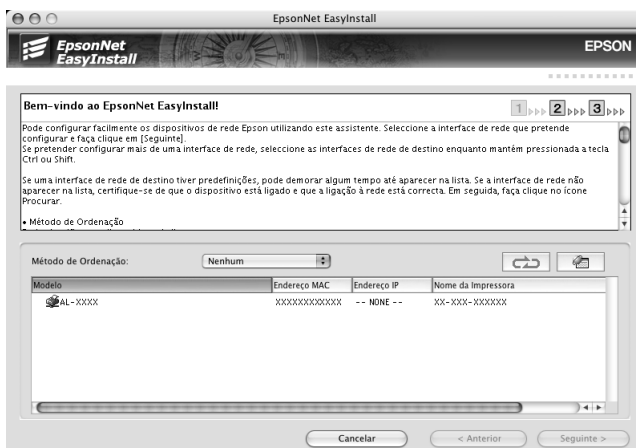 EpsonNet EasyInstall
EpsonNet
EasyInstall
EPSON
Bem-vindo ao EpsonNet EasyInstall!
1 2 3
Pode configurar facilmente os dispositivos de rede Epson utilizando este assistente. Seleccione a interface de rede que pretende
configurar e faça clique em [Seguinte].
Se pretender configurar mais de uma interface de rede, seleccione as interfaces de rede de destino enquanto mantém pressionada a tecla
Ctrl ou Shift.
Se uma interface de rede de destino tiver predefinições, pode demorar algum tempo até aparecer na lista. Se a interface de rede não
aparecer na lista, certifique-se de que o dispositivo está ligado e que a ligação à rede está correcta. Em seguida, faça clique no ícone
Procurar.
• Método de Ordenação
Método de Ordenação: Nenhum
Modelo Endereço MAC Endereço IP Nome da Impressora
AL-XXXX XXXXXXXXXXXX -- NONE -- XX-XXX-XXXXXX
Cancelar < Anterior Seguinte >